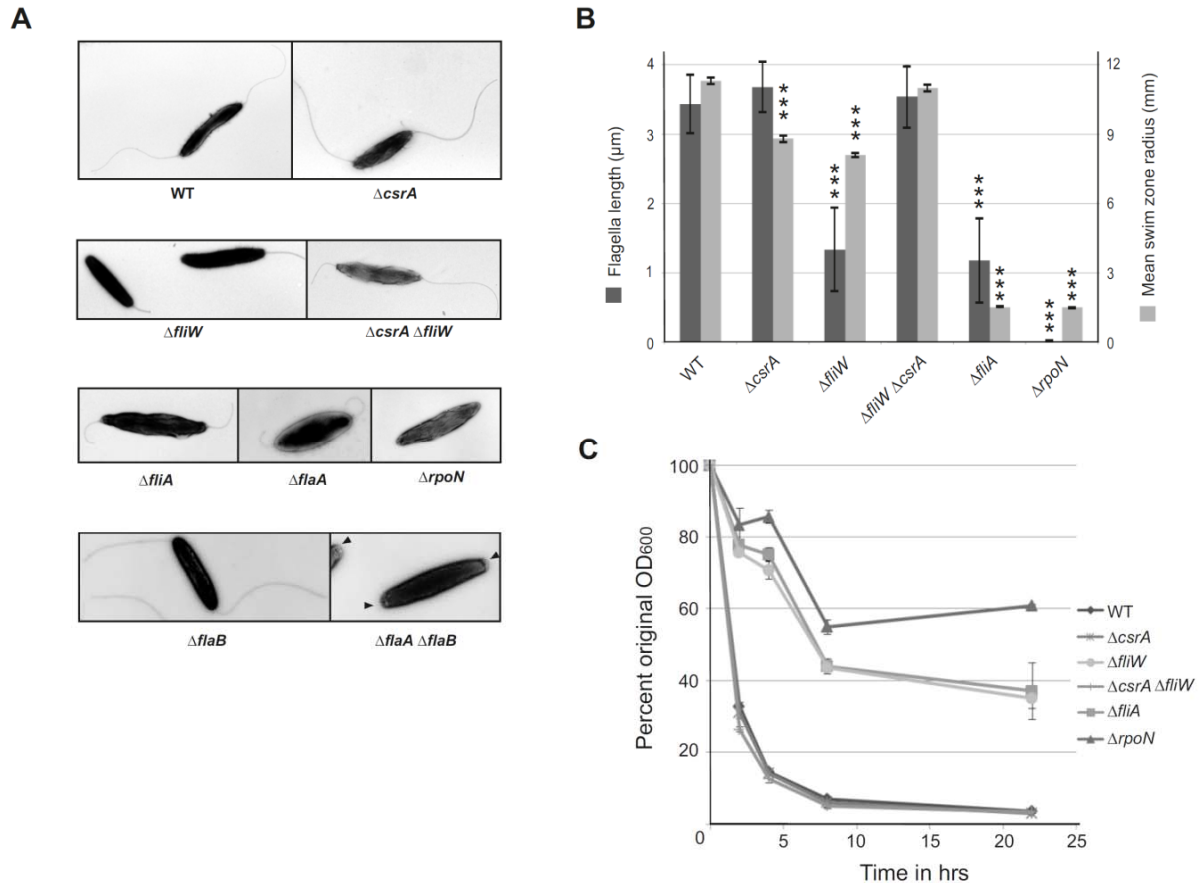 A
WT
ΔcsrA
ΔfliW
ΔcsrA ΔfliW
ΔfliA
ΔflaA
ΔrpoN
ΔflaB
ΔflaA ΔflaB
B
Flagella length (μm)
4
3
2
1
0
12
9
6
3
0
Mean swim zone radius (mm)
***
***
***
***
***
***
***
WT
ΔcsrA
ΔfliW
ΔfliW ΔcsrA
ΔfliA
ΔrpoN
C
Percent original OD600
100
80
60
40
20
0
5
10
15
20
25
Time in hrs
WT
ΔcsrA
ΔfliW
ΔcsrA ΔfliW
ΔfliA
ΔrpoN